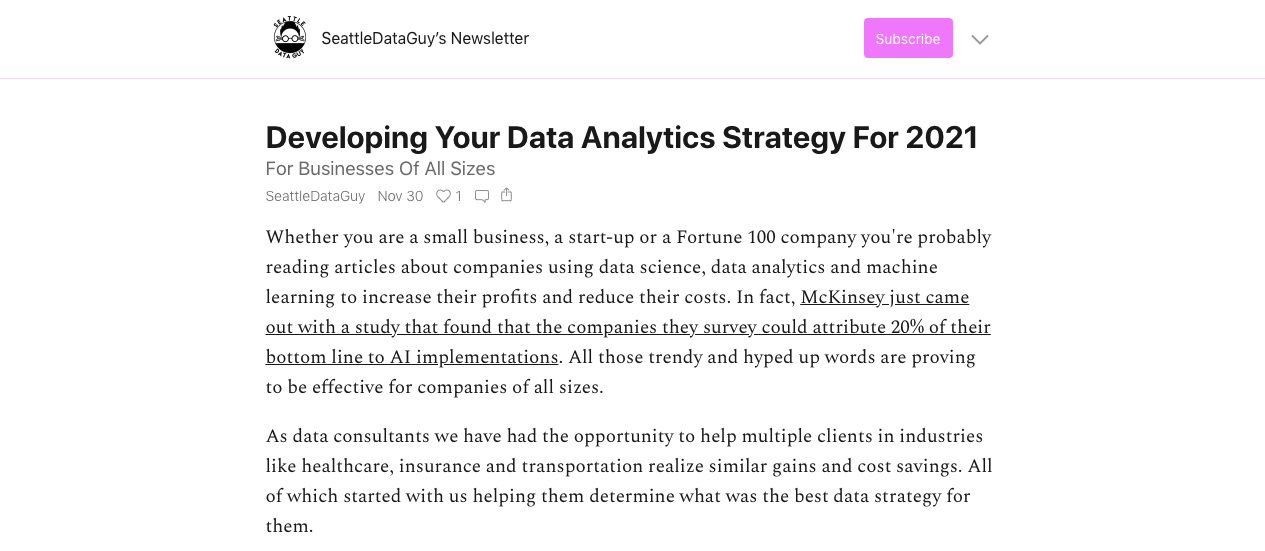 SEATTLE
DATA GUY
SeattleDataGuy's Newsletter
Subscribe
Developing Your Data Analytics Strategy For 2021
For Businesses Of All Sizes
SeattleDataGuy Nov 30 1
Whether you are a small business, a start-up or a Fortune 100 company you're probably
reading articles about companies using data science, data analytics and machine
learning to increase their profits and reduce their costs. In fact, McKinsey just came
out with a study that found that the companies they survey could attribute 20% of their
bottom line to AI implementations. All those trendy and hyped up words are proving
to be effective for companies of all sizes.
As data consultants we have had the opportunity to help multiple clients in industries
like healthcare, insurance and transportation realize similar gains and cost savings. All
of which started with us helping them determine what was the best data strategy for
them.